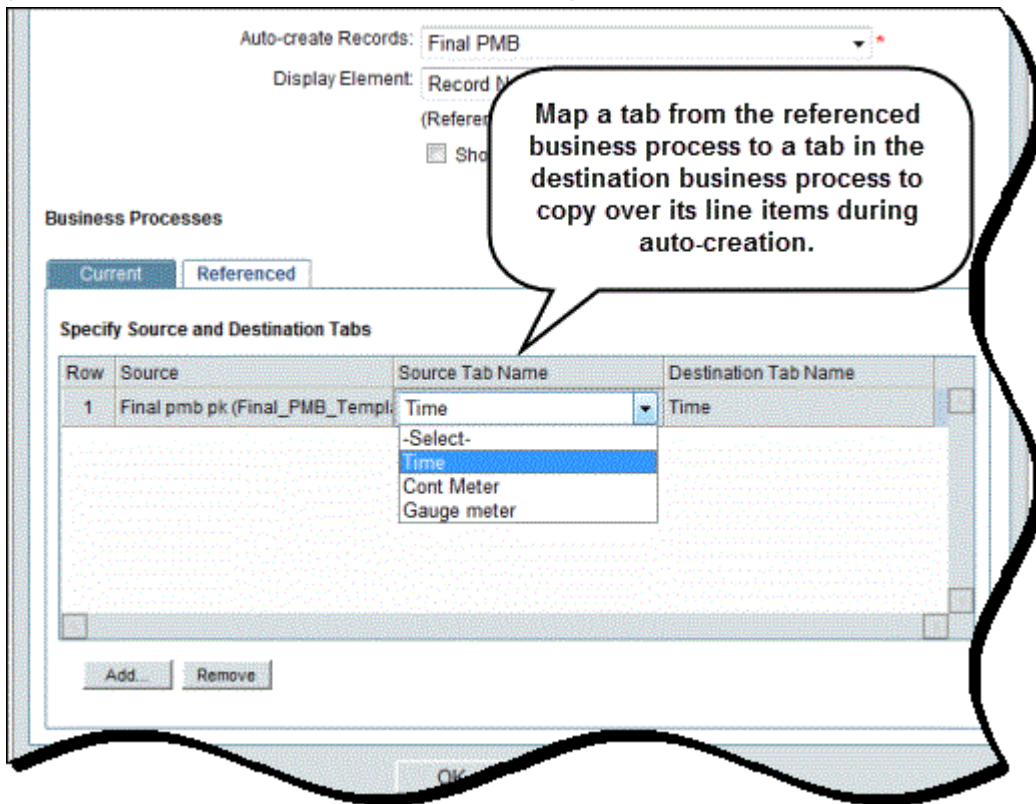 Auto-create Records: Final PMB *
Display Element: Record
Map a tab from the referenced
business process to a tab in the
destination business process to
copy over its line items during
auto-creation.
Business Processes
Current Referenced
Specify Source and Destination Tabs
Row Source Source Tab Name Destination Tab Name
1 Final pmb pk (Final_PMB_Templ Time Time
-Select-
Time
Cont Meter
Gauge meter
Add... Remove
OK